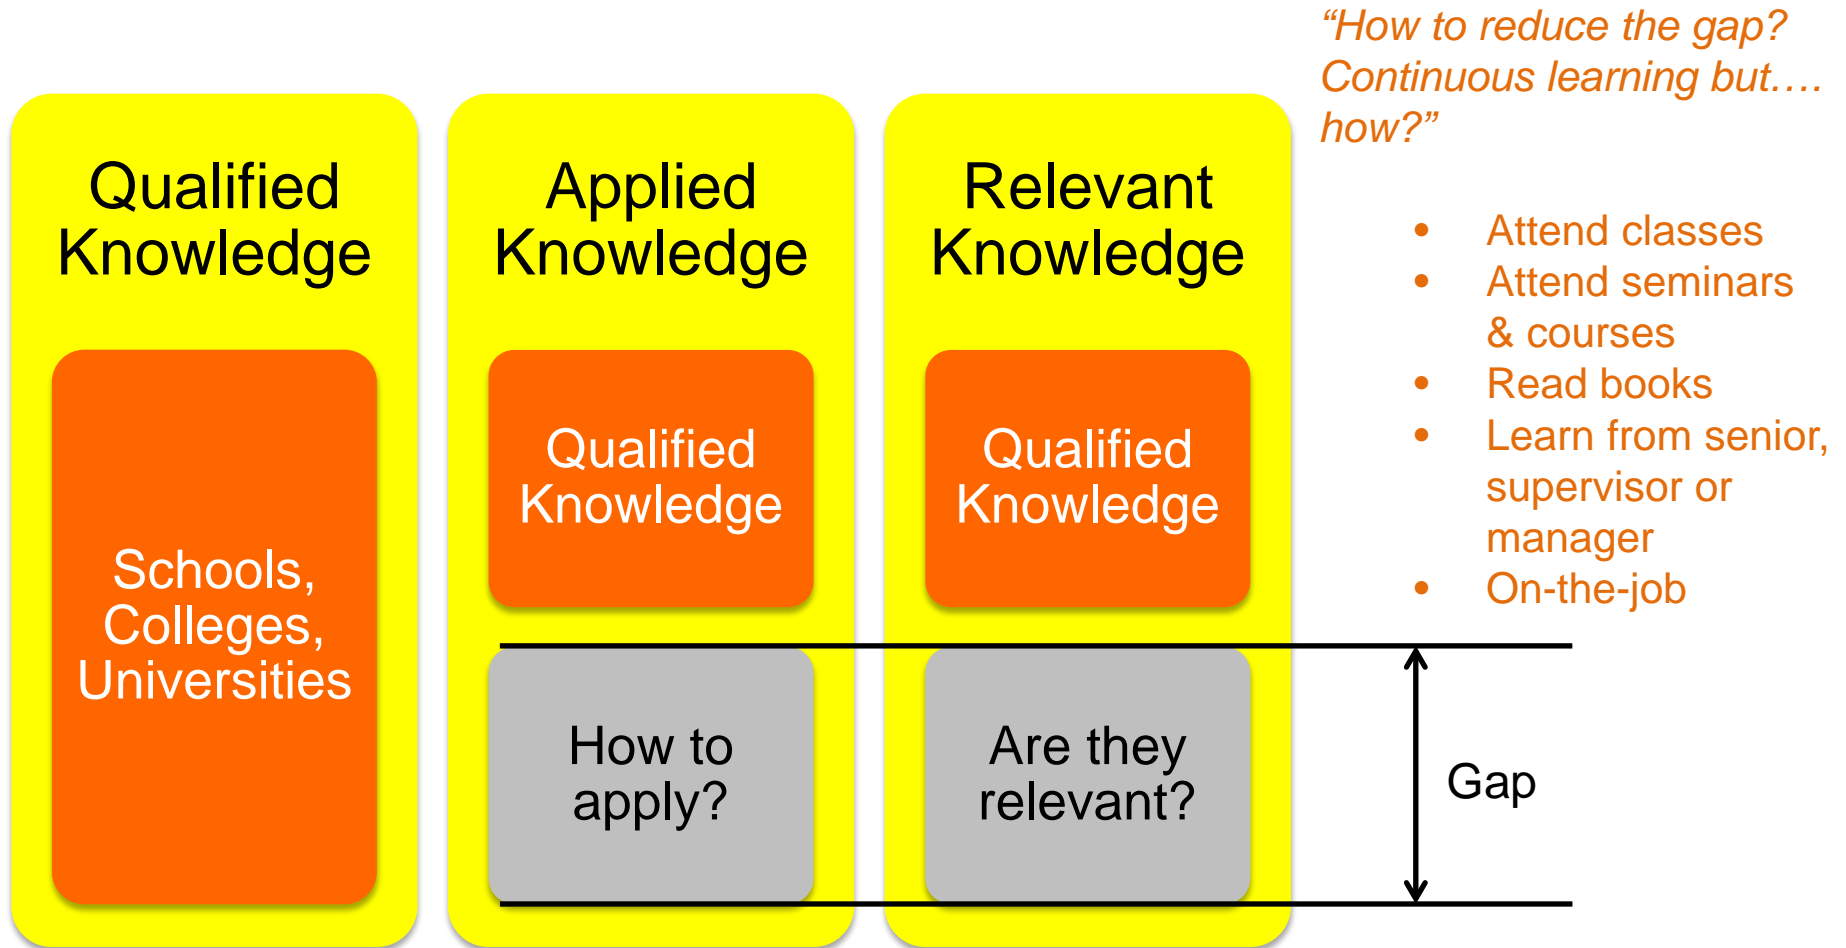 “How to reduce the gap?
Continuous learning but….
how?”
Qualified
Knowledge
Schools,
Colleges,
Universities
Applied
Knowledge
Qualified
Knowledge
How to
apply?
Relevant
Knowledge
Qualified
Knowledge
Are they
relevant?
• Attend classes
• Attend seminars
& courses
• Read books
• Learn from senior,
supervisor or
manager
• On-the-job
Gap